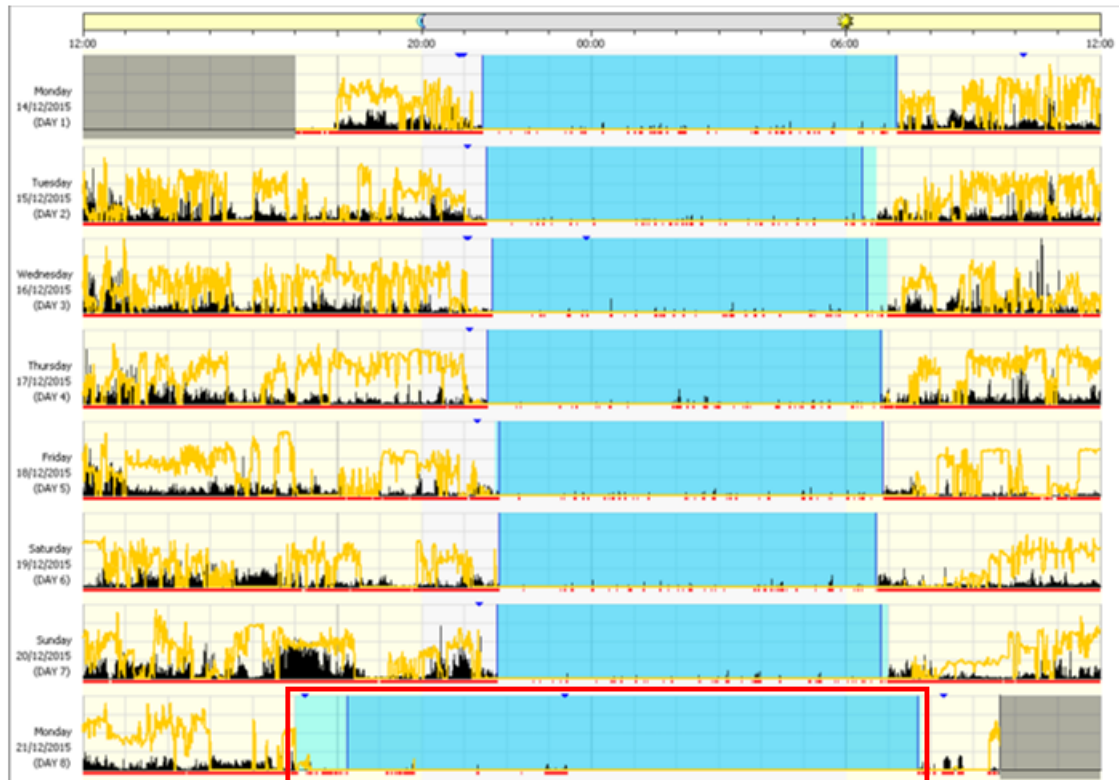 12:00 20:00 00:00 06:00 12:00
Monday
14/12/2015
(DAY 1)
Tuesday
15/12/2015
(DAY 2)
Wednesday
16/12/2015
(DAY 3)
Thursday
17/12/2015
(DAY 4)
Friday
18/12/2015
(DAY 5)
Saturday
19/12/2015
(DAY 6)
Sunday
20/12/2015
(DAY 7)
Monday
21/12/2015
(DAY 8)